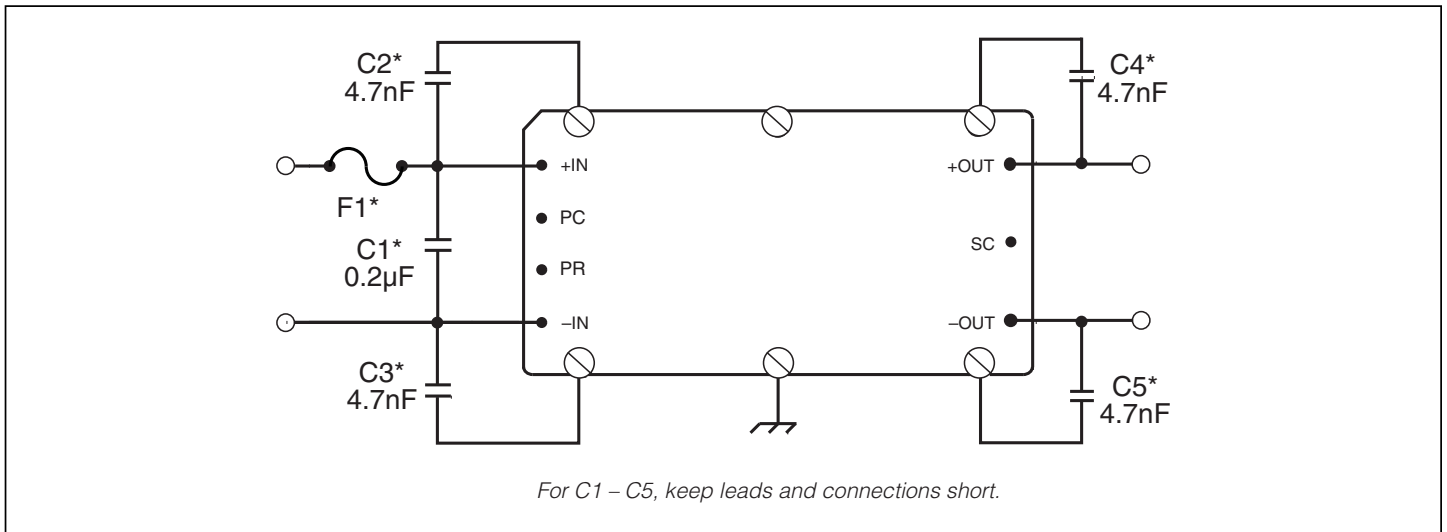 C2*
4.7nF
C4*
4.7nF
+IN
+OUT
F1*
PC
C1*
0.2µF
SC
PR
–IN
–OUT
C3*
4.7nF
C5*
4.7nF
For C1 – C5, keep leads and connections short.